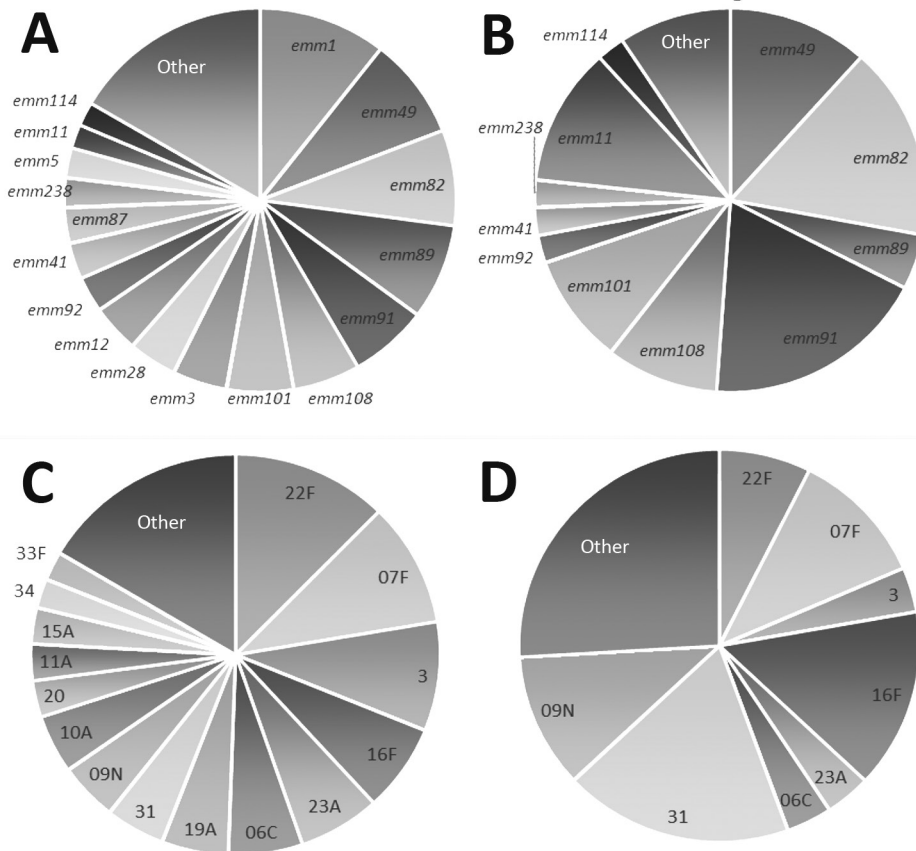 A
emm1
emm49
emm82
emm89
emm91
emm108
emm101
emm3
emm28
emm12
emm92
emm41
emm87
emm238
emm5
emm11
emm114
Other
B
emm49
emm82
emm89
emm91
emm108
emm101
emm92
emm41
emm238
emm11
emm114
Other
C
22F
07F
3
16F
23A
06C
19A
31
09N
10A
20
11A
15A
34
33F
Other
D
22F
07F
3
16F
23A
06C
31
09N
Other